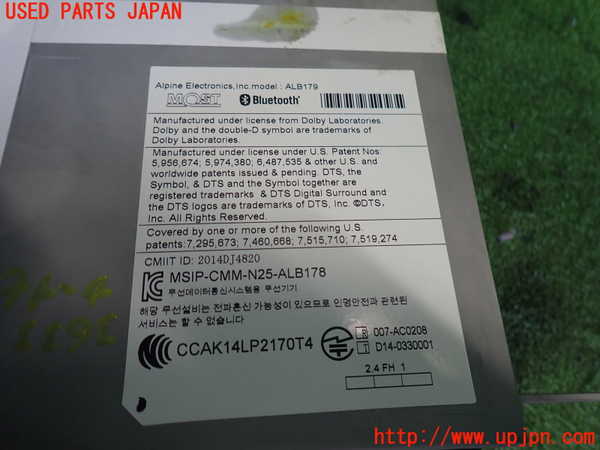 USED PARTS JAPAN
Alpine Electronics,Inc.model : ALB179
MOST Bluetooth®
Manufactured under license from Dolby Laboratories.
Dolby and the double-D symbol are trademarks of
Dolby Laboratories.
Manufactured under license under U.S. Patent Nos:
5,956,674; 5,974,380; 6,487,535 & other U.S. and
worldwide patents issued & pending. DTS, the
Symbol, & DTS and the Symbol together are
registered trademarks & DTS Digital Surround and
the DTS logos are trademarks of DTS, Inc. ©DTS,
Inc. All Rights Reserved.
Covered by one or more of the following U.S.
patents:7,295,673; 7,460,668; 7,515,710; 7,519,274
CMIIT ID: 2014DJ4820
MSIP-CMM-N25-ALB178
무선데이터통신시스템용 무선기기
해당 무선설비는 전파혼신 가능성이 있으므로 인명안전과 관련된
서비스는 할 수 없습니다.
CCAK14LP2170T4
R 007-AC0208
T D14-0330001
2.4 FH 1
http://www.upjpn.com/